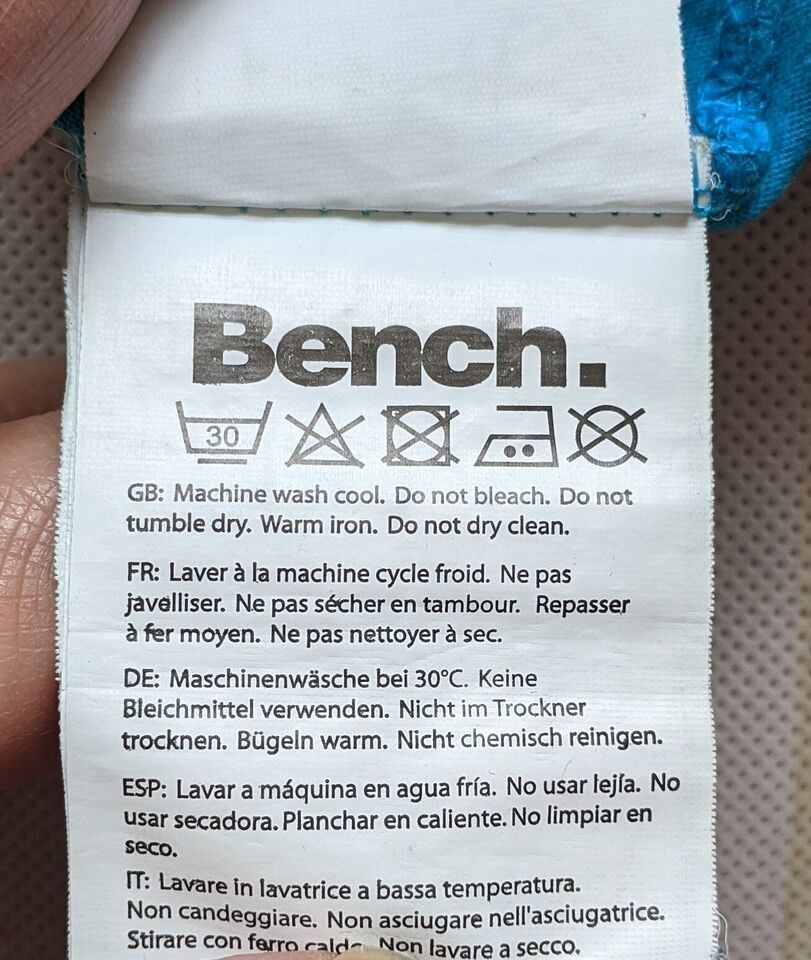 Bench.
30
GB: Machine wash cool. Do not bleach. Do not
tumble dry. Warm iron. Do not dry clean.
FR: Laver à la machine cycle froid. Ne pas
javelliser. Ne pas sécher en tambour. Repasser
à fer moyen. Ne pas nettoyer à sec.
DE: Maschinenwäsche bei 30°C. Keine
Bleichmittel verwenden. Nicht im Trockner
trocknen. Bügeln warm. Nicht chemisch reinigen.
ESP: Lavar a máquina en agua fría. No usar lejía. No
usar secadora. Planchar en caliente. No limpiar en
seco.
IT: Lavare in lavatrice a bassa temperatura.
Non candeggiare. Non asciugare nell'asciugatrice.
Stirare con ferro caldo. Non lavare a secco.